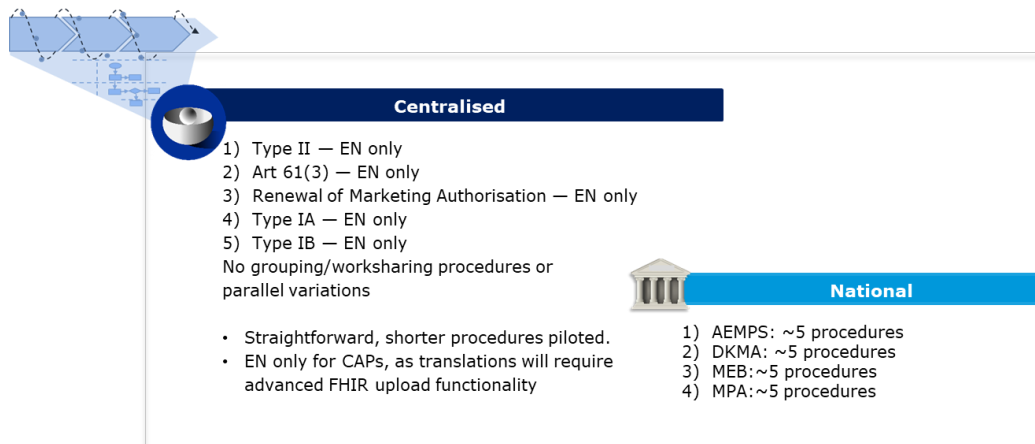 Centralised
1) Type II — EN only
2) Art 61(3) — EN only
3) Renewal of Marketing Authorisation — EN only
4) Type IA — EN only
5) Type IB — EN only
No grouping/worksharing procedures or
parallel variations
• Straightforward, shorter procedures piloted.
• EN only for CAPs, as translations will require
advanced FHIR upload functionality
National
1) AEMPS: ~5 procedures
2) DKMA: ~5 procedures
3) MEB:~5 procedures
4) MPA:~5 procedures